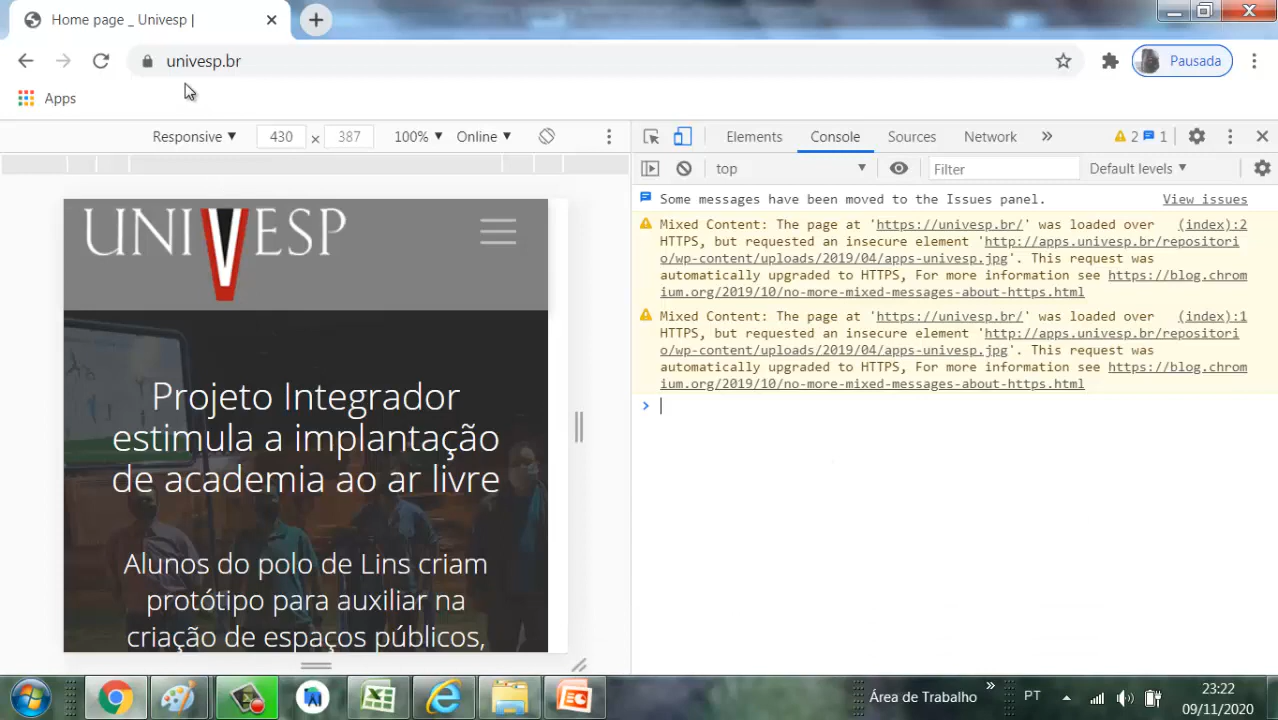 Home page _ Univesp |
univesp.br
Pausada
Apps
Responsive 430 × 387 100% Online
Elements Console Sources Network » 2 1
top Filter Default levels
Some messages have been moved to the Issues panel. View issues
Mixed Content: The page at 'https://univesp.br/' was loaded over (index):2
HTTPS, but requested an insecure element 'http://apps.univesp.br/repositori
o/wp-content/uploads/2019/04/apps-univesp.jpg'. This request was
automatically upgraded to HTTPS, For more information see https://blog.chrom
ium.org/2019/10/no-more-mixed-messages-about-https.html
Mixed Content: The page at 'https://univesp.br/' was loaded over (index):1
HTTPS, but requested an insecure element 'http://apps.univesp.br/repositori
o/wp-content/uploads/2019/04/apps-univesp.jpg'. This request was
automatically upgraded to HTTPS, For more information see https://blog.chrom
ium.org/2019/10/no-more-mixed-messages-about-https.html
UNIVESP
Projeto Integrador
estimula a implantação
de academia ao ar livre
Alunos do polo de Lins criam
protótipo para auxiliar na
criação de espaços públicos,
Área de Trabalho » PT 23:22
09/11/2020